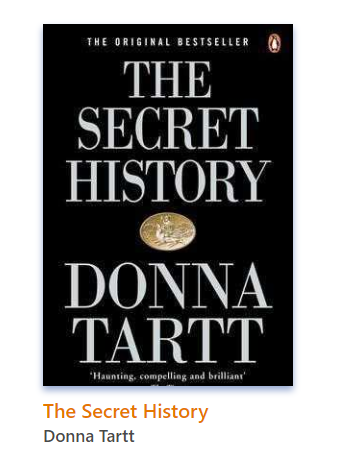 THE ORIGINAL BESTSELLER
THE
SECRET
HISTORY
DONNA
TARTT
'Haunting, compelling and brilliant'
The Secret History
Donna Tartt